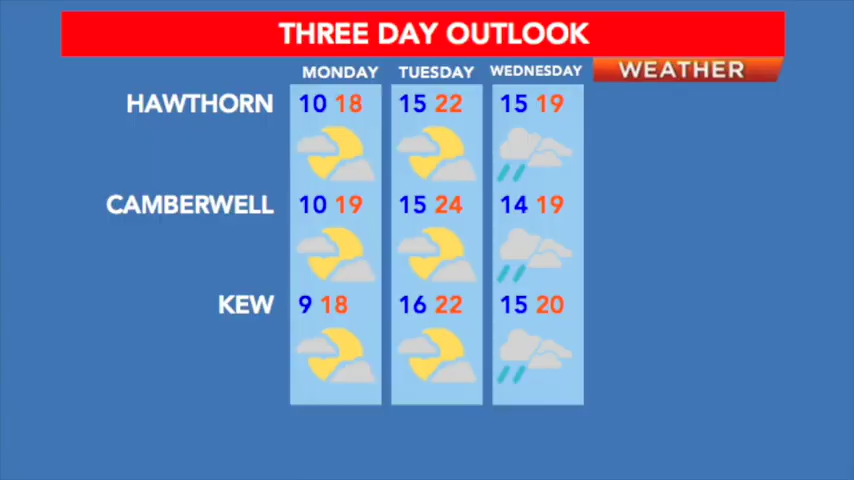 THREE DAY OUTLOOK
MONDAY TUESDAY WEDNESDAY WEATHER
HAWTHORN 10 18 15 22 15 19
CAMBERWELL 10 19 15 24 14 19
KEW 9 18 16 22 15 20